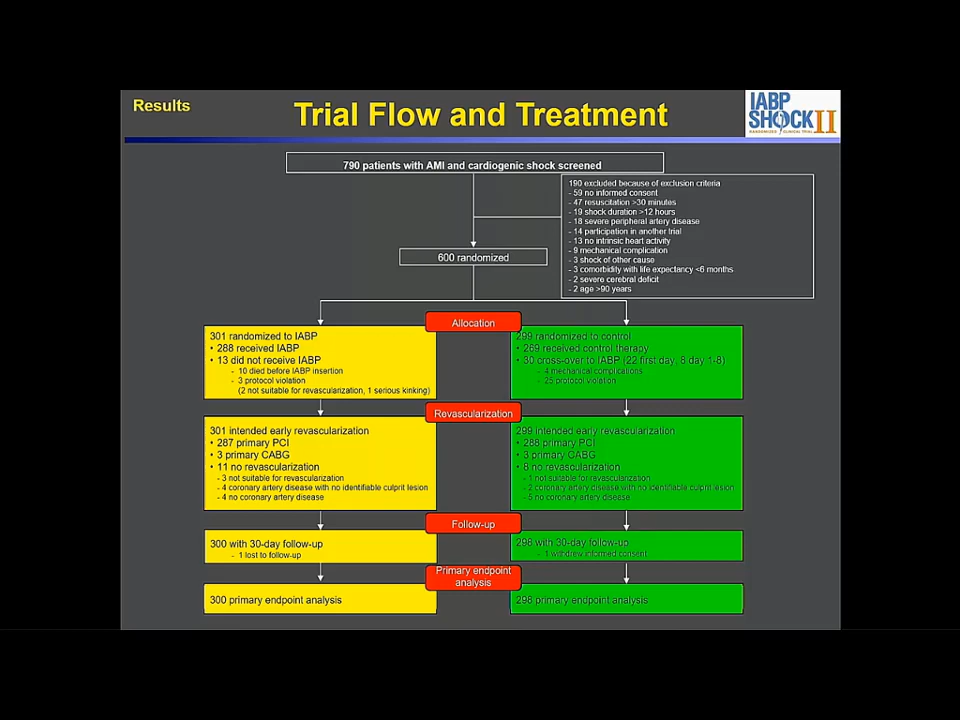 Results
Trial Flow and Treatment
IABP
SHOCK II
RANDOMIZED CLINICAL TRIAL
790 patients with AMI and cardiogenic shock screened
190 excluded because of exclusion criteria
- 59 no informed consent
- 47 resuscitation >30 minutes
- 19 shock duration >12 hours
- 18 severe peripheral artery disease
- 14 participation in another trial
- 13 no intrinsic heart activity
- 9 mechanical complication
- 3 shock of other cause
- 3 comorbidity with life expectancy <6 months
- 2 severe cerebral deficit
- 2 age >90 years
600 randomized
Allocation
301 randomized to IABP
• 288 received IABP
• 13 did not receive IABP
- 10 died before IABP insertion
- 3 protocol violation
(2 not suitable for revascularization, 1 serious kinking)
299 randomized to control
• 269 received control therapy
• 30 cross-over to IABP (22 first day, 8 day 1-8)
- 4 mechanical complications
- 25 protocol violation
Revascularization
301 intended early revascularization
• 287 primary PCI
• 3 primary CABG
• 11 no revascularization
- 3 not suitable for revascularization
- 4 coronary artery disease with no identifiable culprit lesion
- 4 no coronary artery disease
299 intended early revascularization
• 288 primary PCI
• 3 primary CABG
• 8 no revascularization
- 1 not suitable for revascularization
- 2 coronary artery disease with no identifiable culprit lesion
- 5 no coronary artery disease
Follow-up
300 with 30-day follow-up
- 1 lost to follow-up
298 with 30-day follow-up
- 1 withdrew informed consent
Primary endpoint
analysis
300 primary endpoint analysis
298 primary endpoint analysis